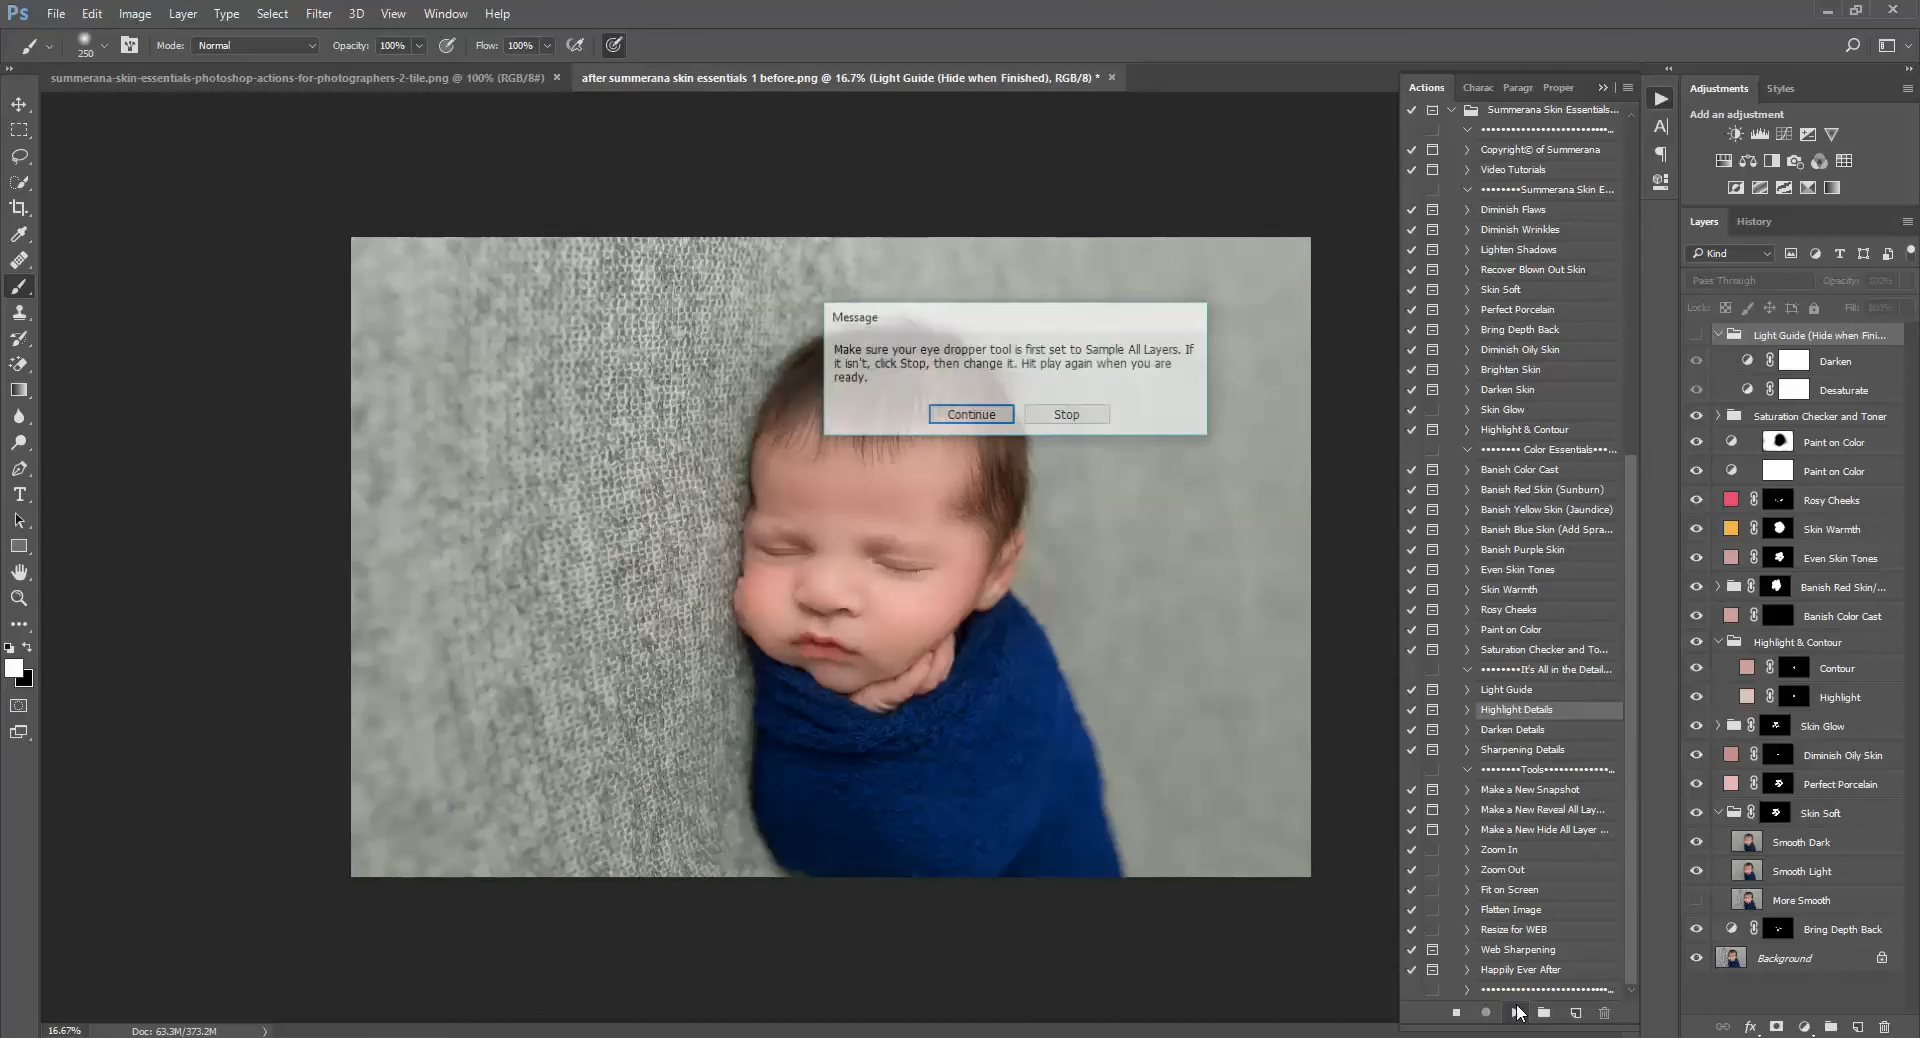 Ps File Edit Image Layer Type Select Filter 3D View Window Help
250 Mode: Normal Opacity: 100% Flow: 100%
summerana-skin-essentials-photoshop-actions-for-photographers-2-tile.png @ 100% (RGB/8#) × after summerana skin essentials 1 before.png @ 16.7% (Light Guide (Hide when Finished), RGB/8) * ×
Message
Make sure your eye dropper tool is first set to Sample All Layers. If
it isn't, click Stop, then change it. Hit play again when you are
ready.
Continue Stop
Actions Charac Paragr Proper
Summerana Skin Essentials...
••••••••••••••••••••••••••...
Copyright© of Summerana
Video Tutorials
••••••••Summerana Skin E...
Diminish Flaws
Diminish Wrinkles
Lighten Shadows
Recover Blown Out Skin
Skin Soft
Perfect Porcelain
Bring Depth Back
Diminish Oily Skin
Brighten Skin
Darken Skin
Skin Glow
Highlight & Contour
•••••••• Color Essentials•••...
Banish Color Cast
Banish Red Skin (Sunburn)
Banish Yellow Skin (Jaundice)
Banish Blue Skin (Add Spra...
Banish Purple Skin
Even Skin Tones
Skin Warmth
Rosy Cheeks
Paint on Color
Saturation Checker and To...
••••••••It's All in the Detail...
Light Guide
Highlight Details
Darken Details
Sharpening Details
••••••••Tools••••••••••••••...
Make a New Snapshot
Make a New Reveal All Lay...
Make a New Hide All Layer ...
Zoom In
Zoom Out
Fit on Screen
Flatten Image
Resize for WEB
Web Sharpening
Happily Ever After
••••••••••••••••••••••••••...
Adjustments Styles
Add an adjustment
Layers History
Kind
Pass Through Opacity: 100%
Lock: Fill: 100%
Light Guide (Hide when Fini...
Darken
Desaturate
Saturation Checker and Toner
Paint on Color
Paint on Color
Rosy Cheeks
Skin Warmth
Even Skin Tones
Banish Red Skin/...
Banish Color Cast
Highlight & Contour
Contour
Highlight
Skin Glow
Diminish Oily Skin
Perfect Porcelain
Skin Soft
Smooth Dark
Smooth Light
More Smooth
Bring Depth Back
Background
16.67% Doc: 63.3M/373.2M